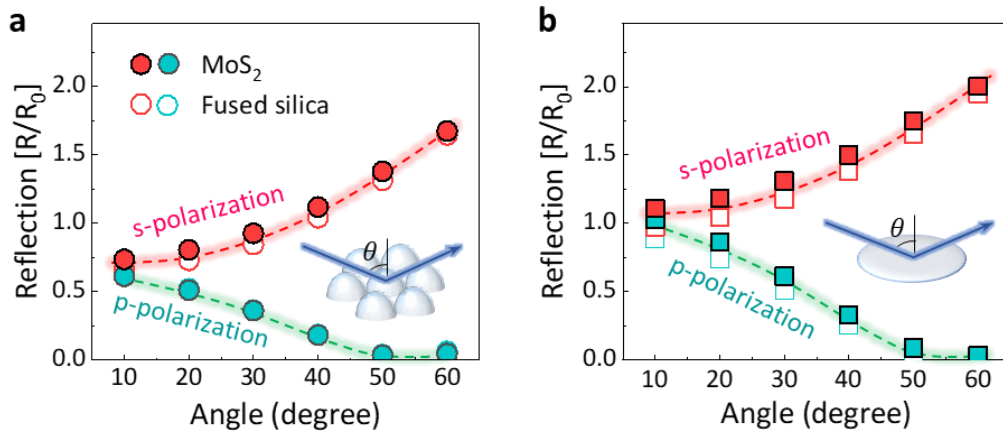 a
Reflection [R/R₀]
2.0
1.5
1.0
0.5
0.0
MoS₂
Fused silica
s-polarization
θ
p-polarization
10 20 30 40 50 60
Angle (degree)
b
Reflection [R/R₀]
2.0
1.5
1.0
0.5
0.0
s-polarization
θ
p-polarization
10 20 30 40 50 60
Angle (degree)